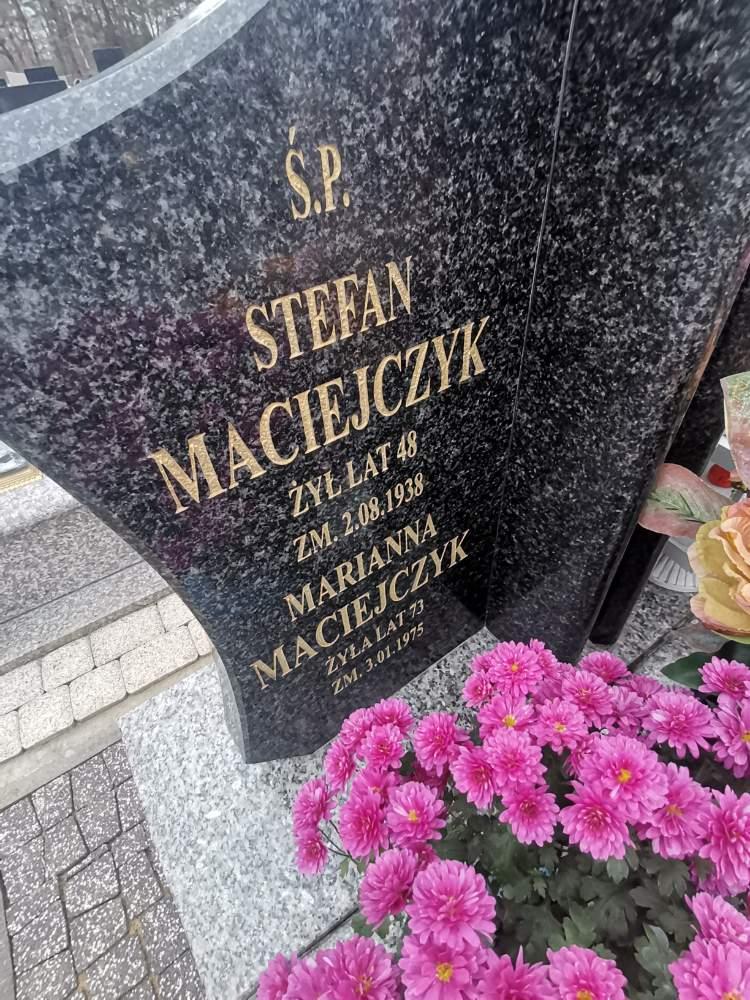 Ś.P.
STEFAN
MACIEJCZYK
ŻYŁ LAT 48
ZM. 2.08.1938
MARIANNA
MACIEJCZYK
ŻYŁA LAT 73
ZM. 3.01.1975